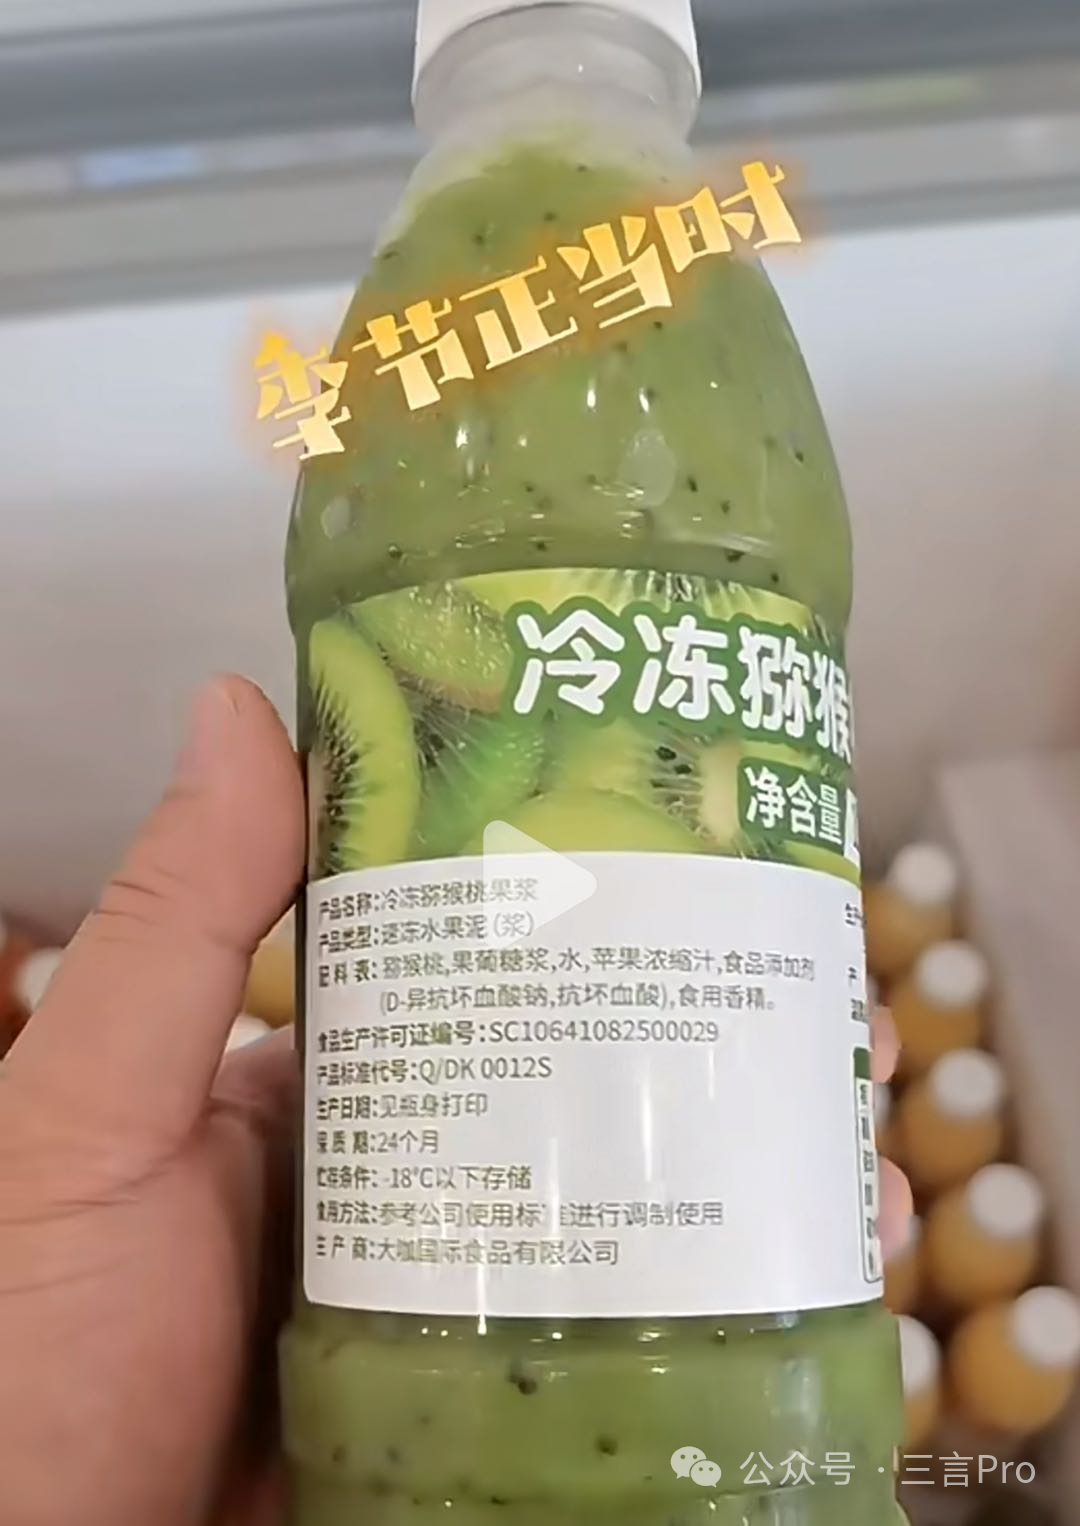 季节正当时
冷冻猕猴
净含量
产品名称:冷冻猕猴桃果浆
产品类型:速冻水果泥(浆)
配料表:猕猴桃,果葡糖浆,水,苹果浓缩汁,食品添加剂
(D-异抗坏血酸钠,抗坏血酸),食用香精。
食品生产许可证编号:SC10641082500029
产品标准代号:Q/DK 0012S
生产日期:见瓶身打印
保质期:24个月
贮存条件:-18°C以下存储
食用方法:参考公司使用标准进行调制使用
生产商:大咖国际食品有限公司
公众号·三言Pro